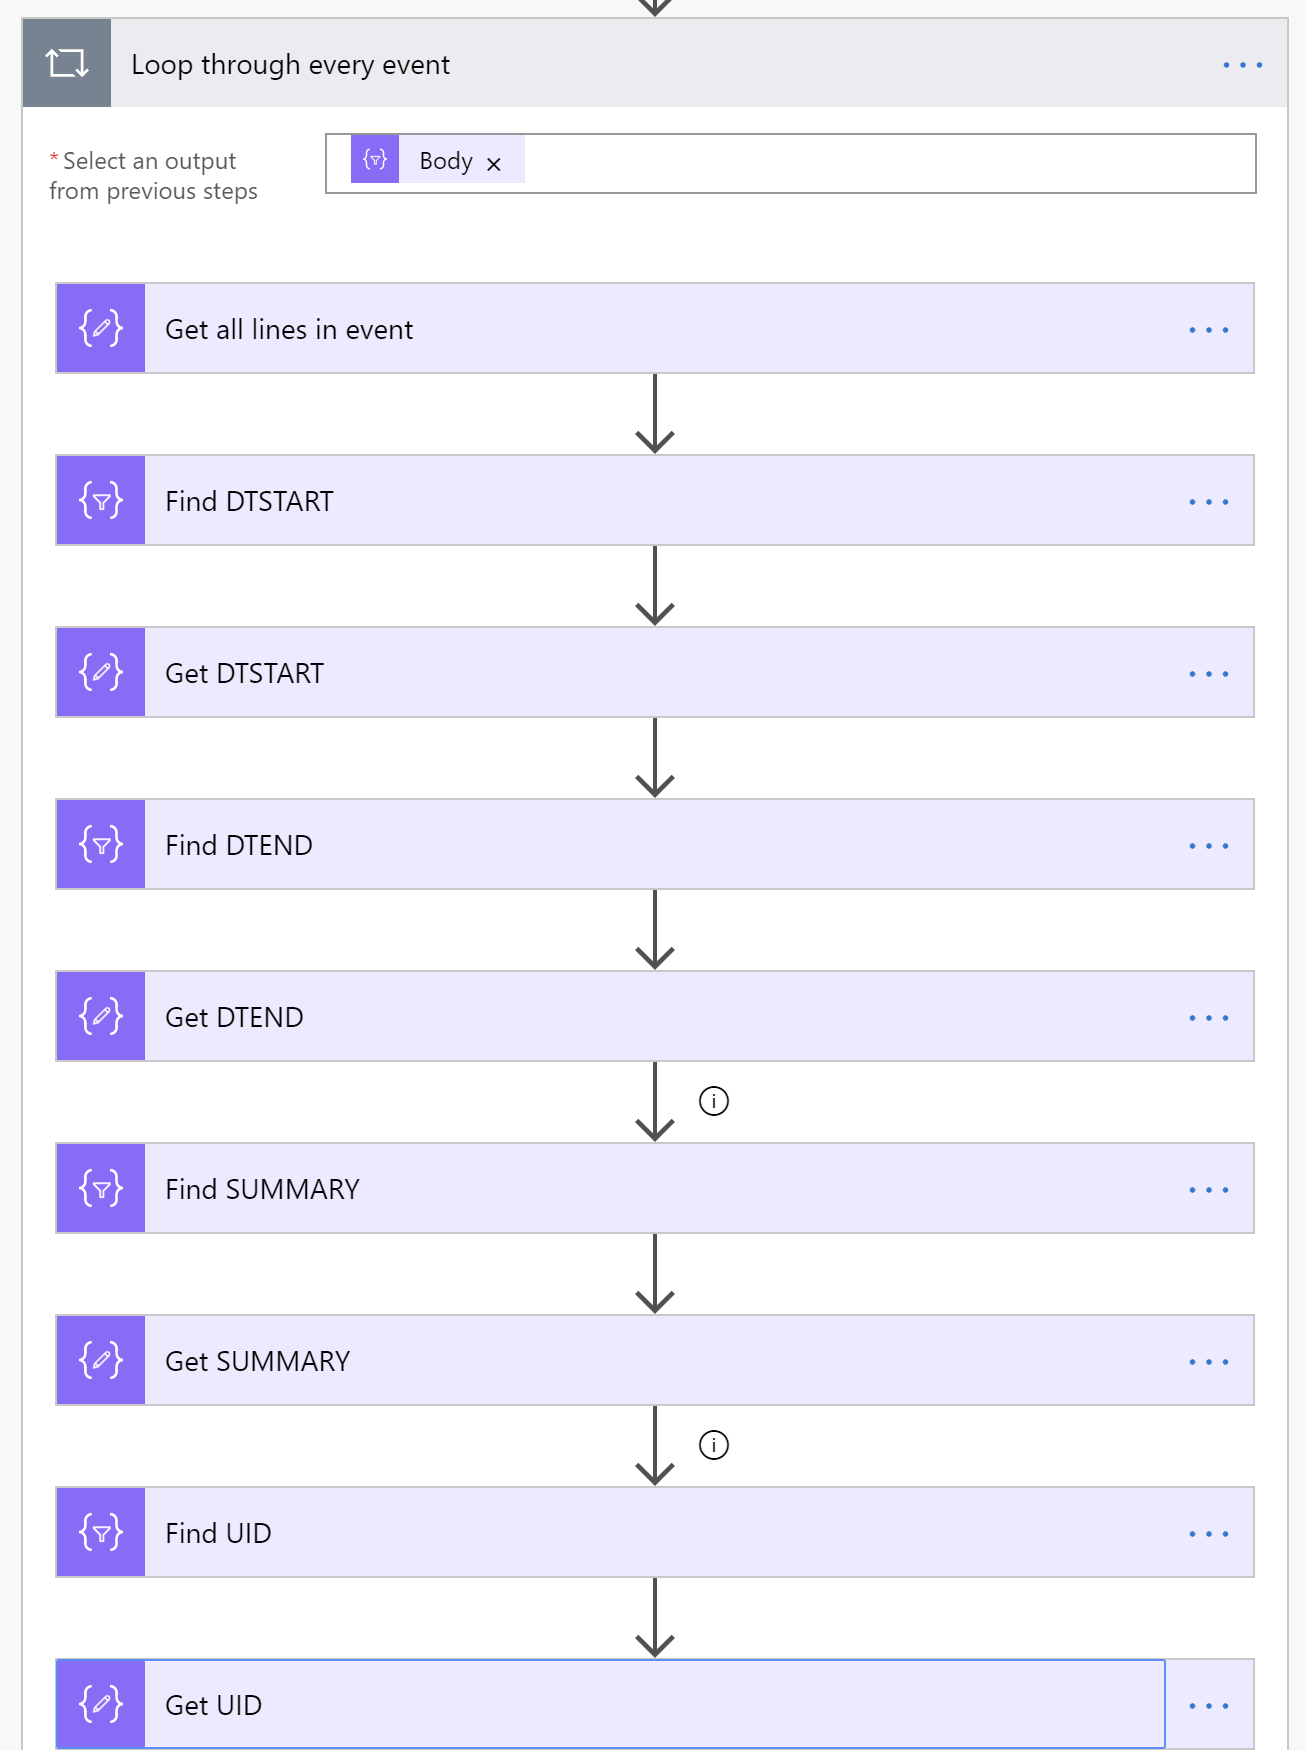 Loop through every event
* Select an output
from previous steps
Body ×
Get all lines in event
Find DTSTART
Get DTSTART
Find DTEND
Get DTEND
i
Find SUMMARY
Get SUMMARY
i
Find UID
Get UID